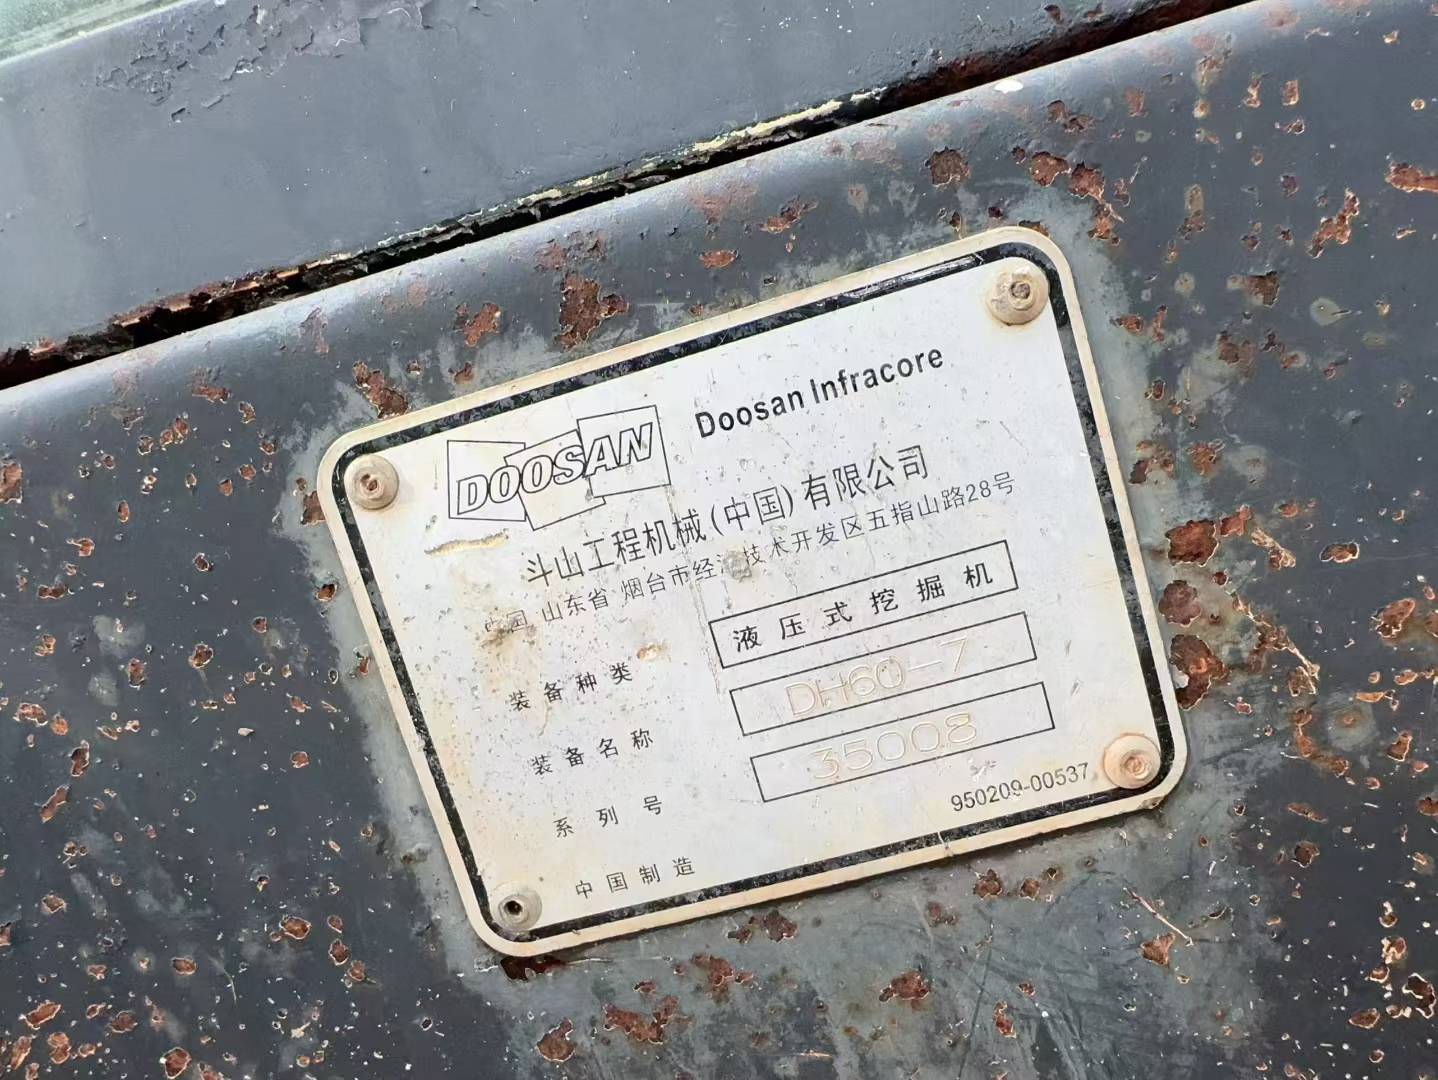 DOOSAN
Doosan Infracore
斗山工程机械(中国)有限公司
中国 山东省 烟台市经济技术开发区五指山路28号
装备种类 液压式挖掘机
装备名称 DH60-7
系列号 35008
950209-00537
中国制造